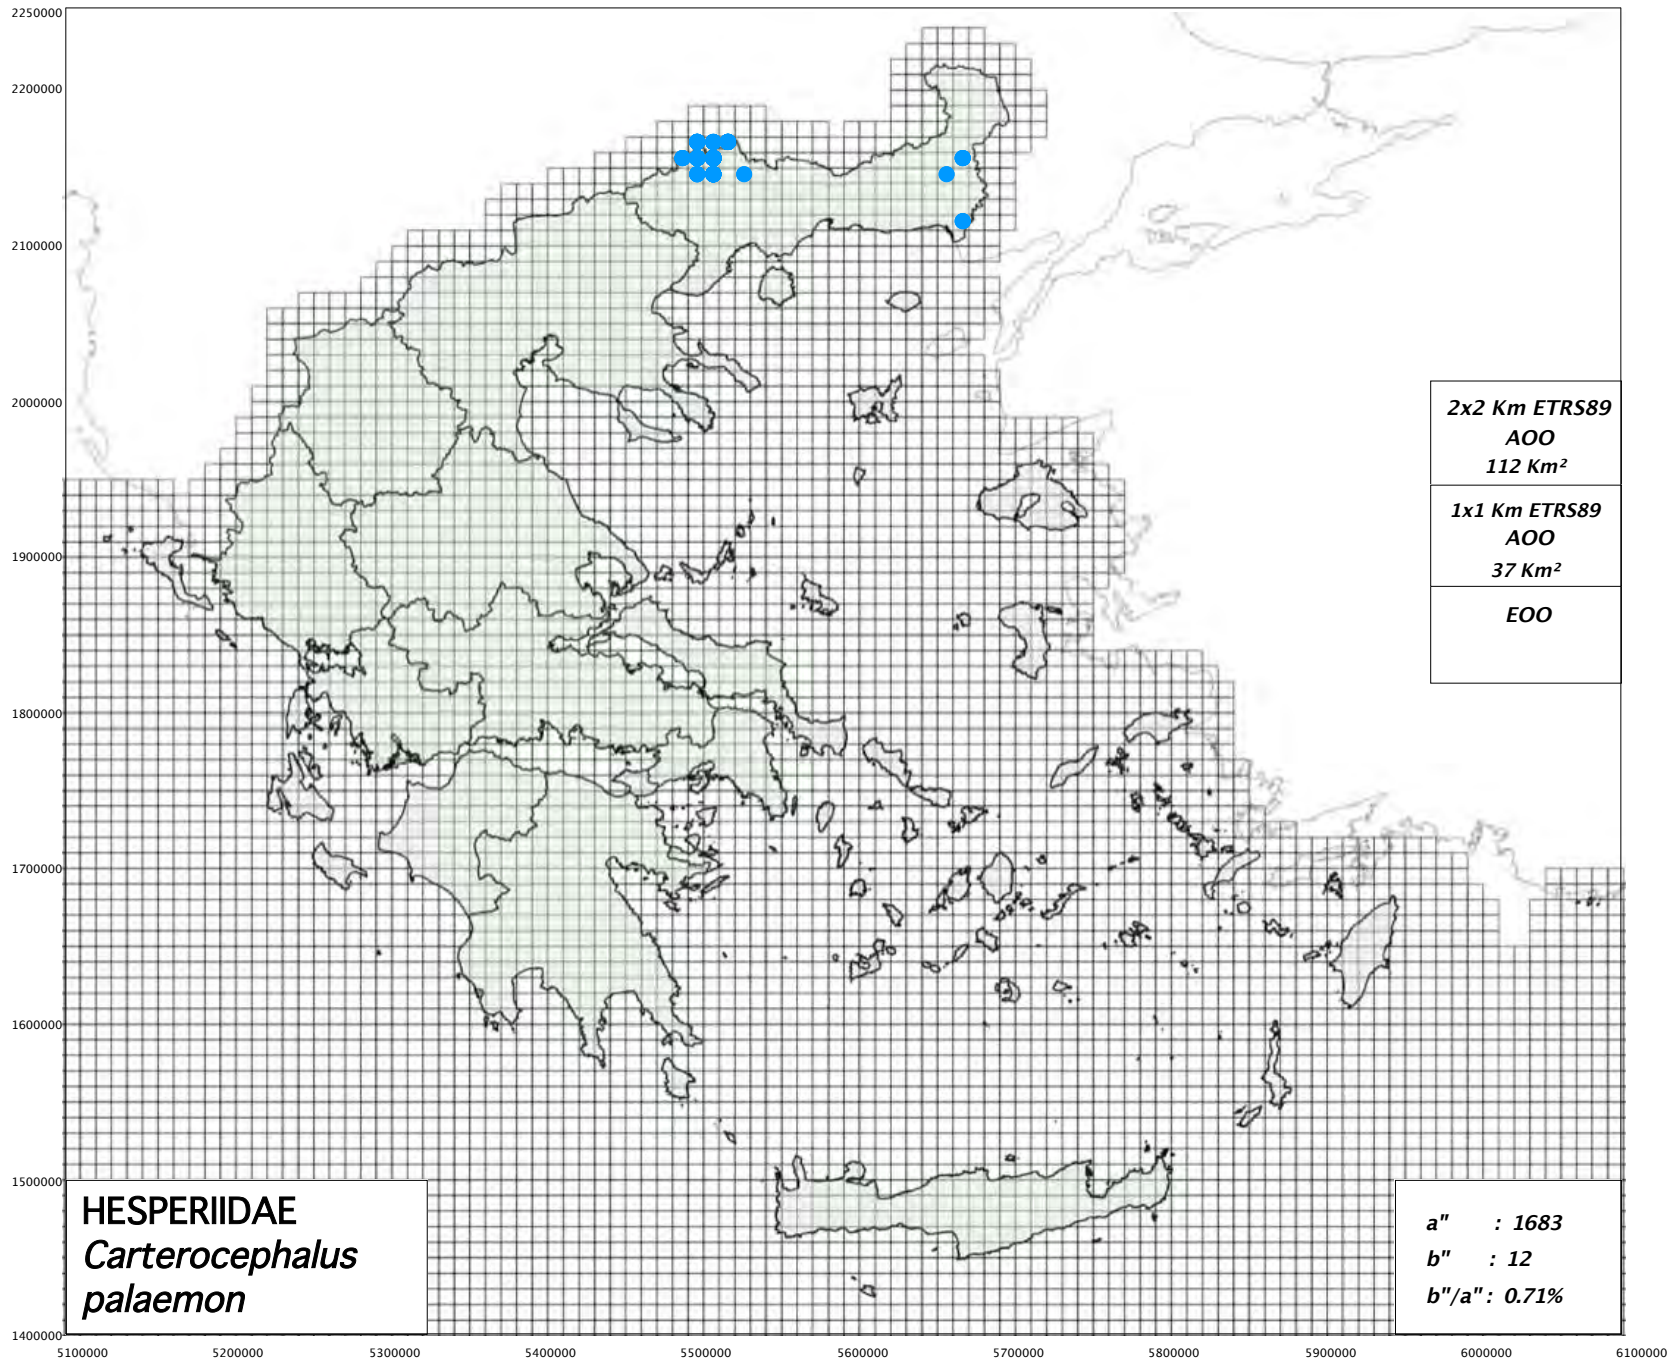 2250000
2200000
2100000
2000000
1900000
1800000
1700000
1600000
1500000
1400000
2x2 Km ETRS89
AOO
112 Km²
1x1 Km ETRS89
AOO
37 Km²
EOO
HESPERIIDAE
Carterocephalus
palaemon
a" : 1683
b" : 12
b"/a" : 0.71%
5100000 5200000 5300000 5400000 5500000 5600000 5700000 5800000 5900000 6000000 6100000